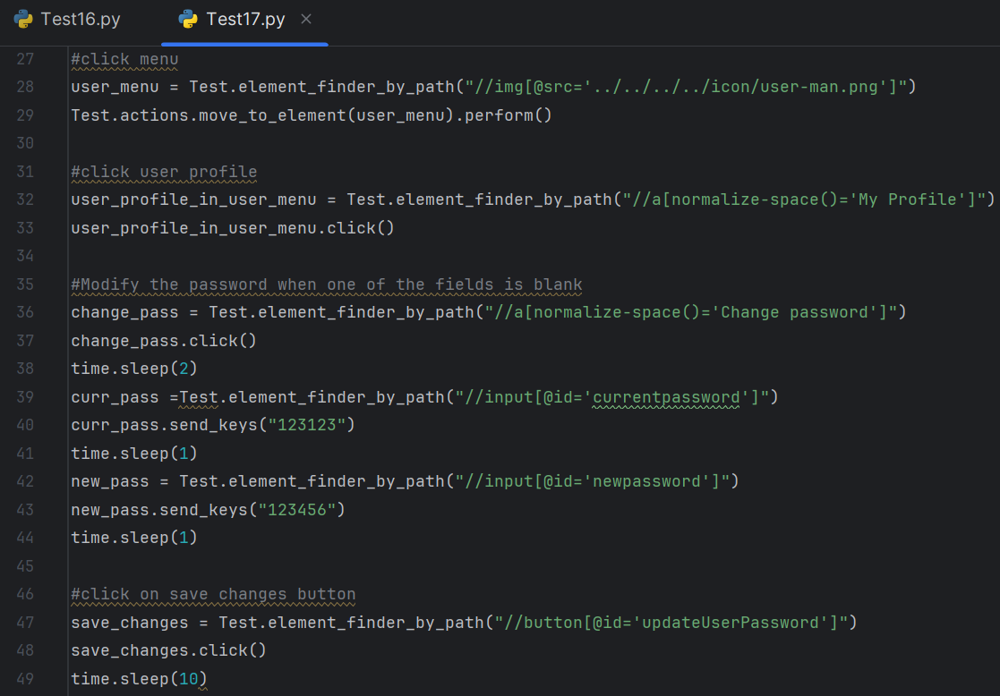 Test16.py
Test17.py
27 #click menu
28 user_menu = Test.element_finder_by_path("//img[@src='../../../../icon/user-man.png']")
29 Test.actions.move_to_element(user_menu).perform()
30
31 #click user profile
32 user_profile_in_user_menu = Test.element_finder_by_path("//a[normalize-space()='My Profile']")
33 user_profile_in_user_menu.click()
34
35 #Modify the password when one of the fields is blank
36 change_pass = Test.element_finder_by_path("//a[normalize-space()='Change password']")
37 change_pass.click()
38 time.sleep(2)
39 curr_pass =Test.element_finder_by_path("//input[@id='currentpassword']")
40 curr_pass.send_keys("123123")
41 time.sleep(1)
42 new_pass = Test.element_finder_by_path("//input[@id='newpassword']")
43 new_pass.send_keys("123456")
44 time.sleep(1)
45
46 #click on save changes button
47 save_changes = Test.element_finder_by_path("//button[@id='updateUserPassword']")
48 save_changes.click()
49 time.sleep(10)